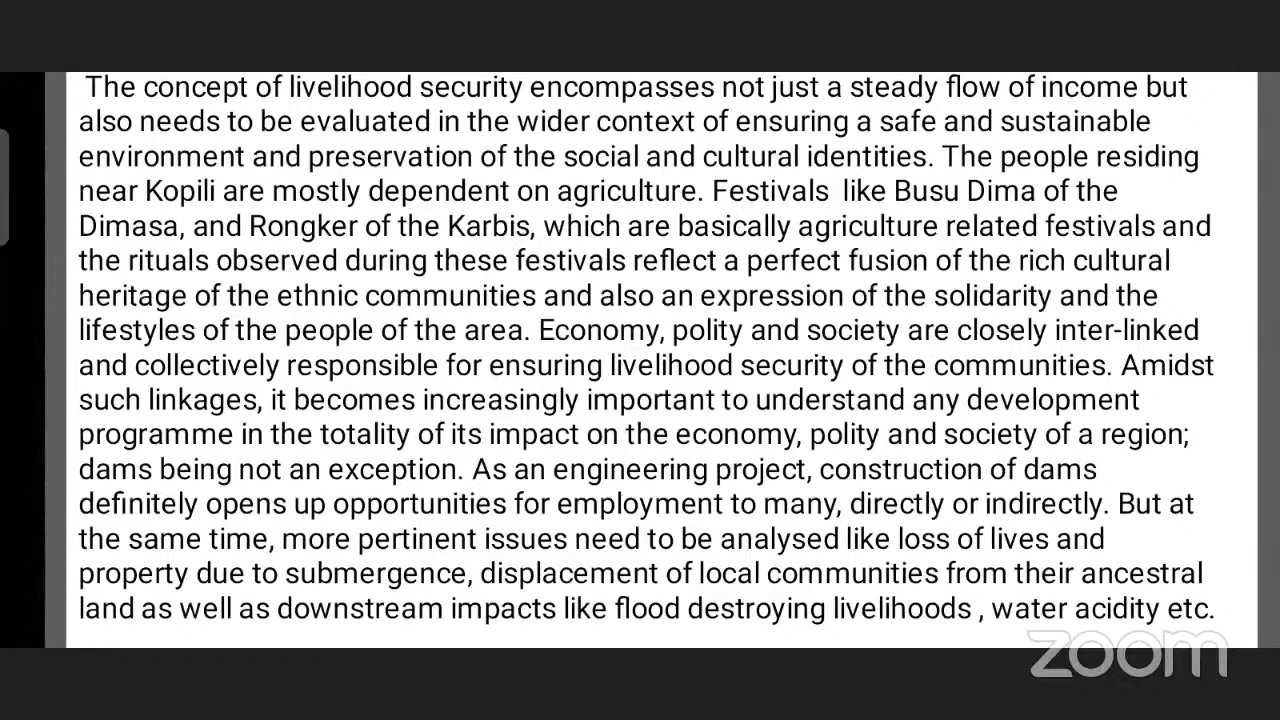 The concept of livelihood security encompasses not just a steady flow of income but
also needs to be evaluated in the wider context of ensuring a safe and sustainable
environment and preservation of the social and cultural identities. The people residing
near Kopili are mostly dependent on agriculture. Festivals  like Busu Dima of the
Dimasa, and Rongker of the Karbis, which are basically agriculture related festivals and
the rituals observed during these festivals reflect a perfect fusion of the rich cultural
heritage of the ethnic communities and also an expression of the solidarity and the
lifestyles of the people of the area. Economy, polity and society are closely inter-linked
and collectively responsible for ensuring livelihood security of the communities. Amidst
such linkages, it becomes increasingly important to understand any development
programme in the totality of its impact on the economy, polity and society of a region;
dams being not an exception. As an engineering project, construction of dams
definitely opens up opportunities for employment to many, directly or indirectly. But at
the same time, more pertinent issues need to be analysed like loss of lives and
property due to submergence, displacement of local communities from their ancestral
land as well as downstream impacts like flood destroying livelihoods , water acidity etc.
zoom